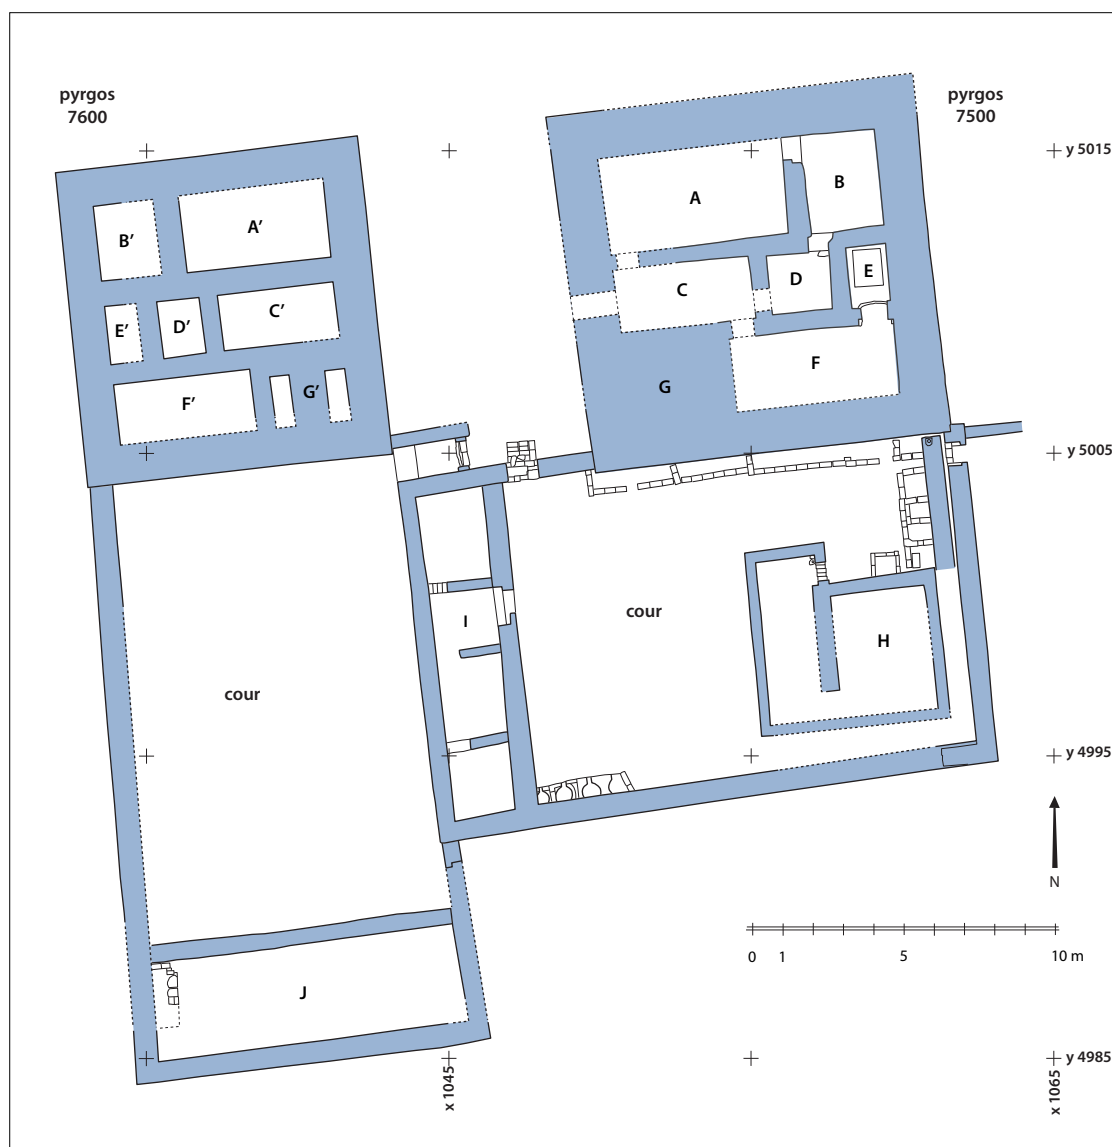 pyrgos
7600
pyrgos
7500
y 5015
A
B
A’
B’
E
C
D
C’
D’
E’
F
G
F’
G’
y 5005
I
cour
H
cour
y 4995
N
0 1 5 10 m
J
y 4985
x 1045
x 1065